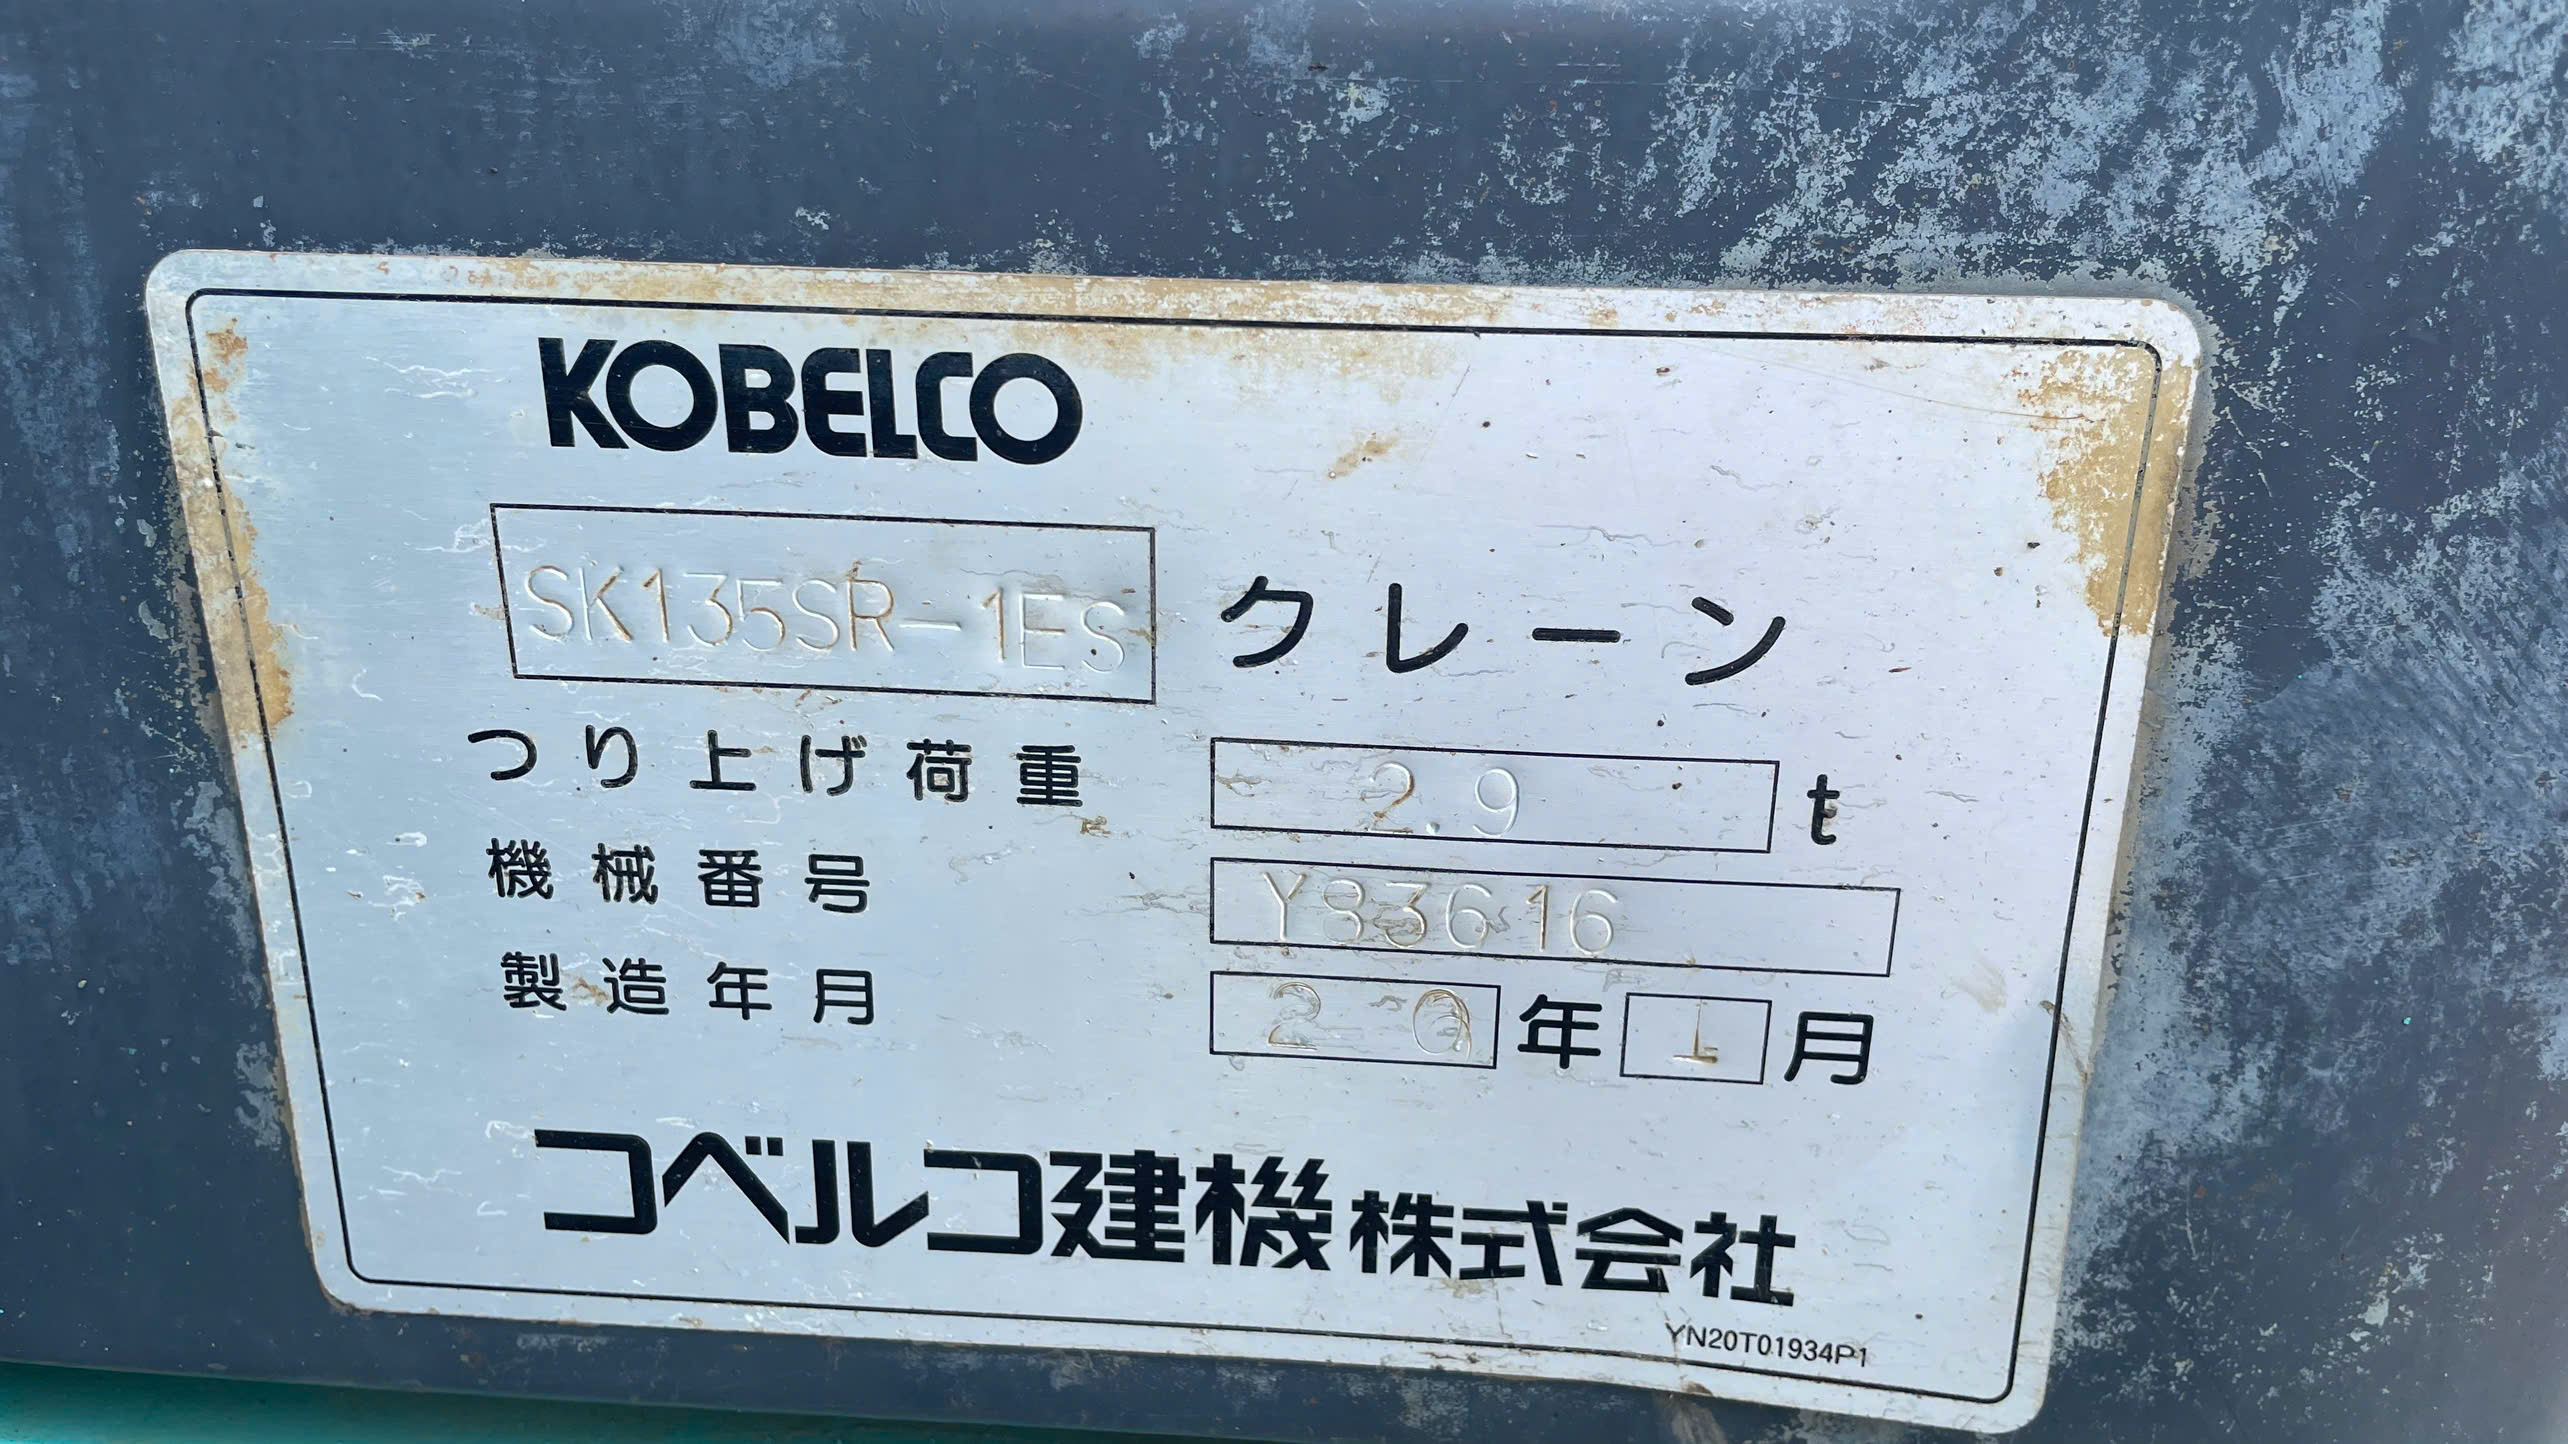 KOBELCO
SK135SR-1ES クレーン
つり上げ荷重 2.9 t
機械番号 Y83616
製造年月 20 年 1 月
コベルコ建機株式会社
YN20T01934P1